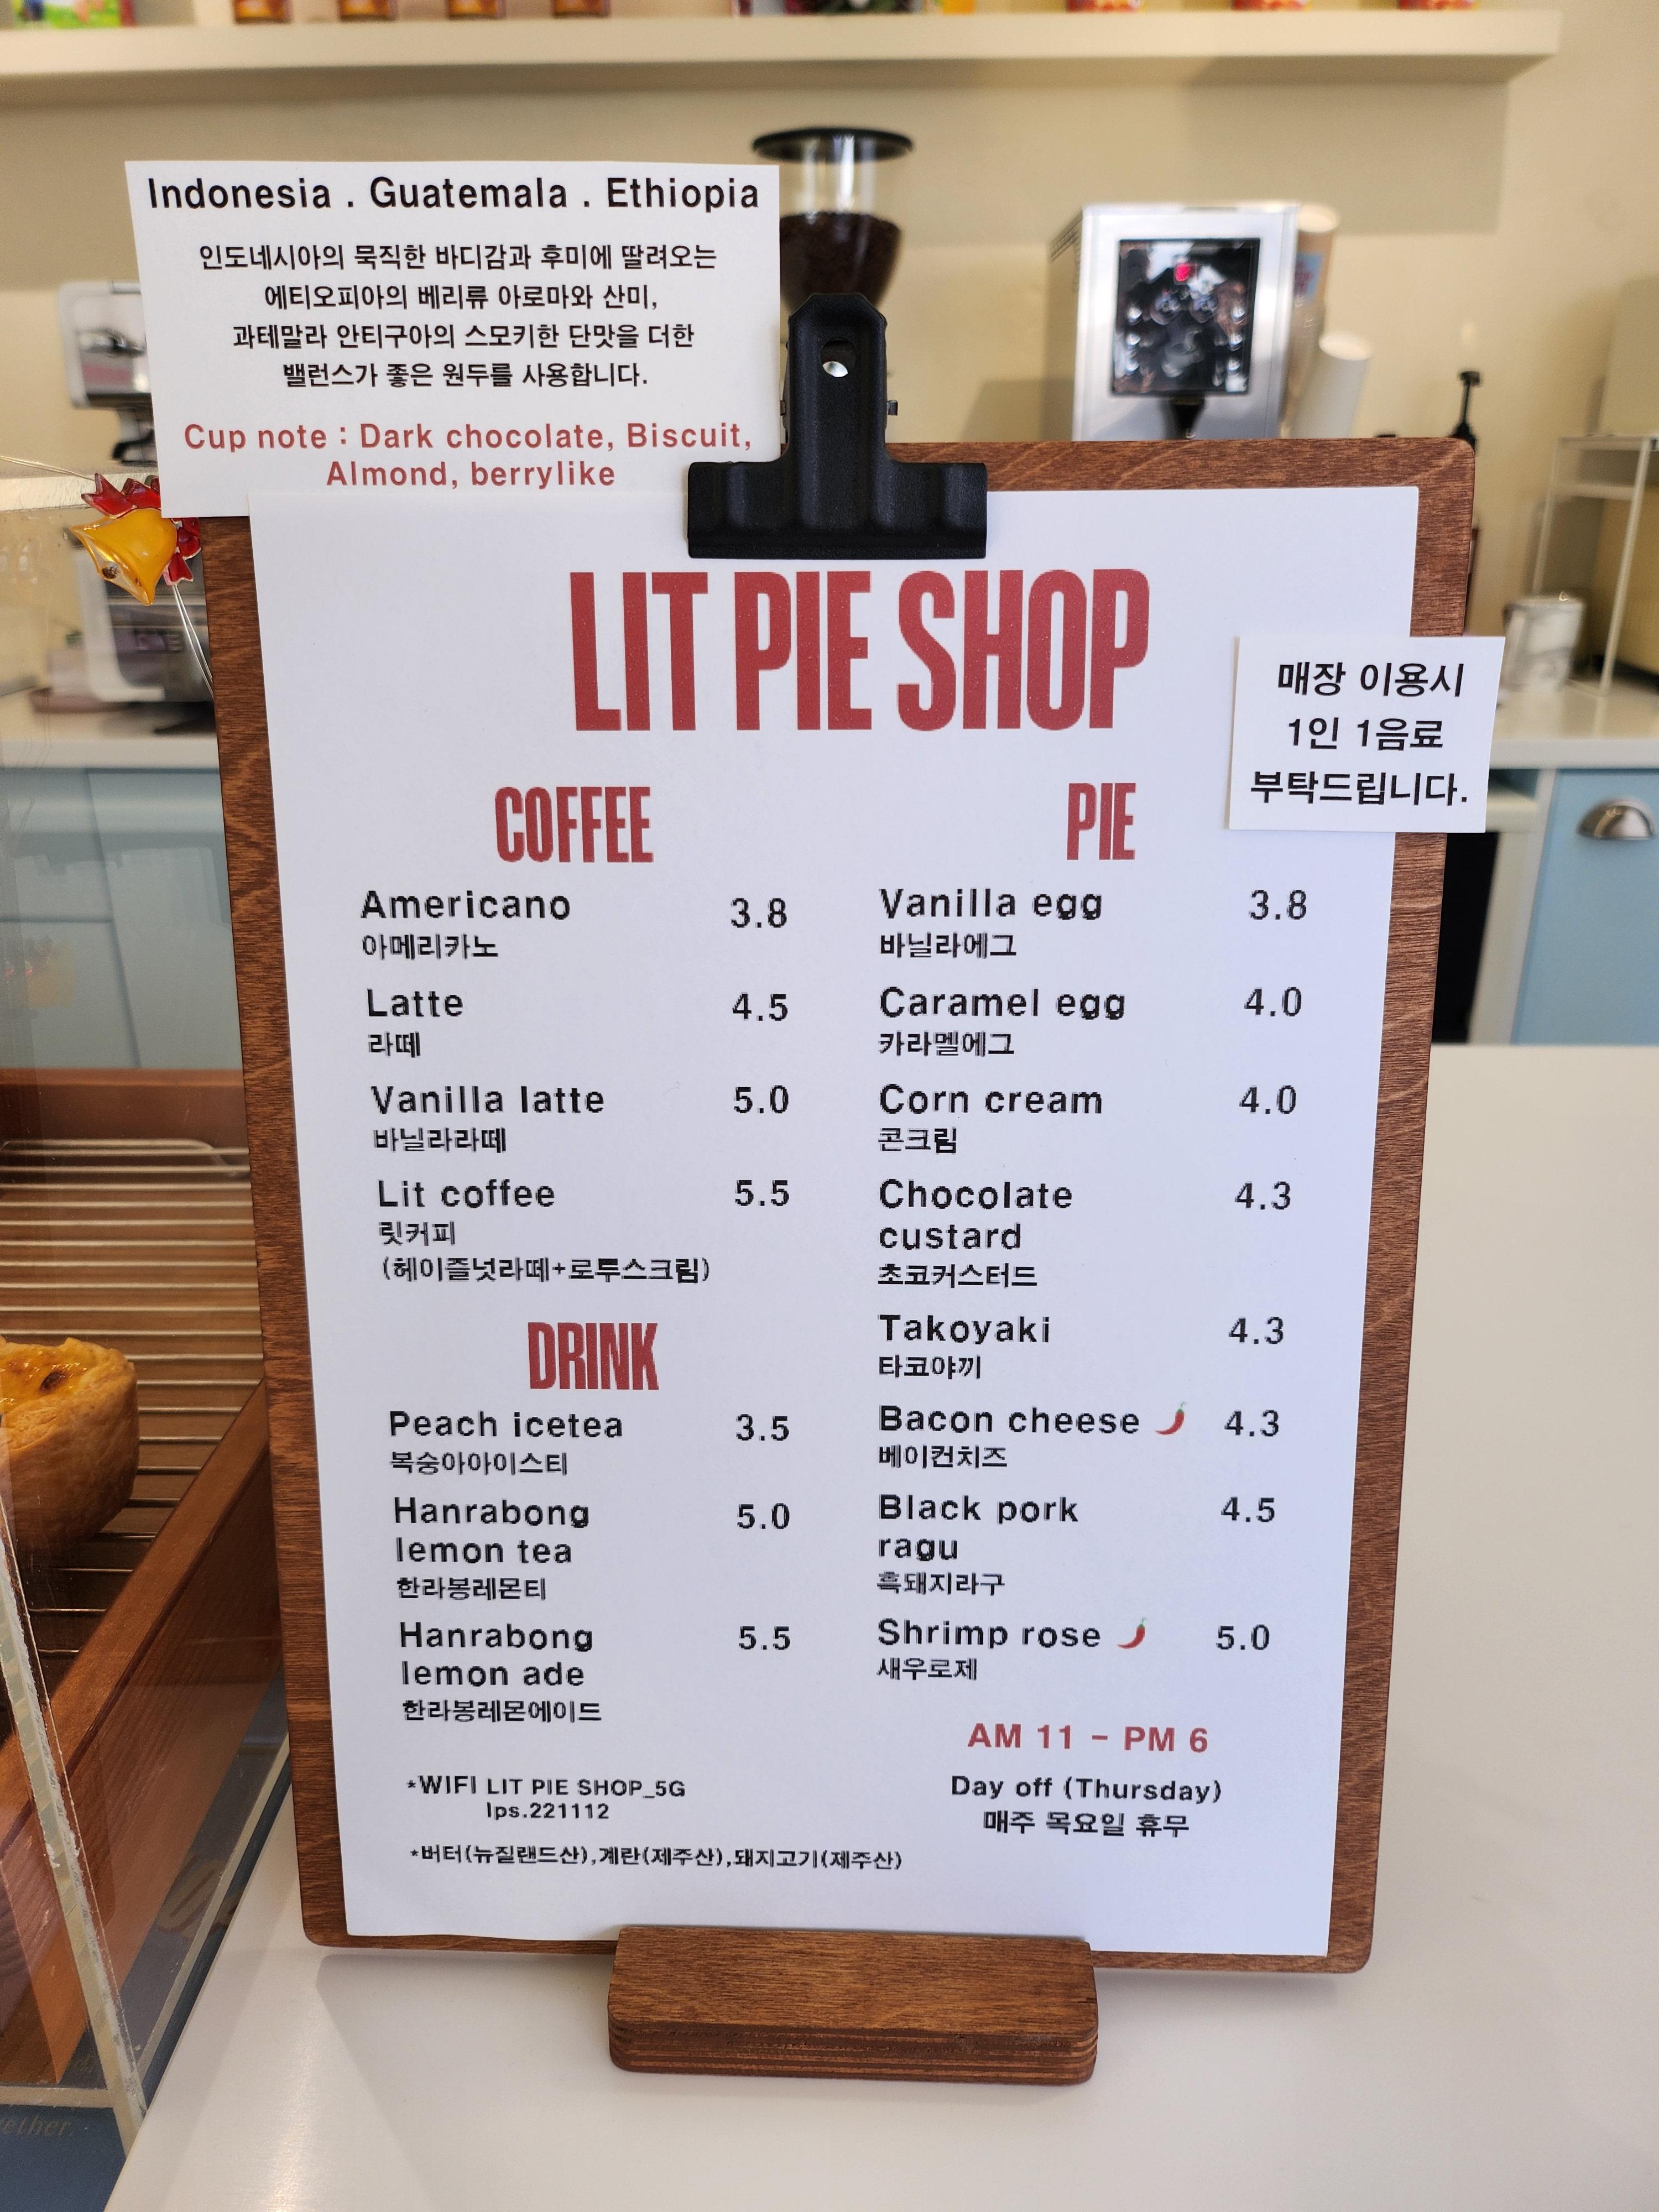 Indonesia . Guatemala . Ethiopia
인도네시아의 묵직한 바디감과 후미에 딸려오는
에티오피아의 베리류 아로마와 산미,
과테말라 안티구아의 스모키한 단맛을 더한
밸런스가 좋은 원두를 사용합니다.
Cup note : Dark chocolate, Biscuit,
Almond, berrylike
LIT PIE SHOP
매장 이용시
1인 1음료
부탁드립니다.
COFFEE
Americano 3.8
아메리카노
Latte 4.5
라떼
Vanilla latte 5.0
바닐라라떼
Lit coffee 5.5
릿커피
(헤이즐넛라떼+로투스크림)
DRINK
Peach icetea 3.5
복숭아아이스티
Hanrabong 5.0
lemon tea
한라봉레몬티
Hanrabong 5.5
lemon ade
한라봉레몬에이드
PIE
Vanilla egg 3.8
바닐라에그
Caramel egg 4.0
카라멜에그
Corn cream 4.0
콘크림
Chocolate 4.3
custard
초코커스터드
Takoyaki 4.3
타코야끼
Bacon cheese 🌶 4.3
베이컨치즈
Black pork 4.5
ragu
흑돼지라구
Shrimp rose 🌶 5.0
새우로제
AM 11 - PM 6
Day off (Thursday)
매주 목요일 휴무
*WIFI LIT PIE SHOP_5G
lps.221112
*버터(뉴질랜드산),계란(제주산),돼지고기(제주산)